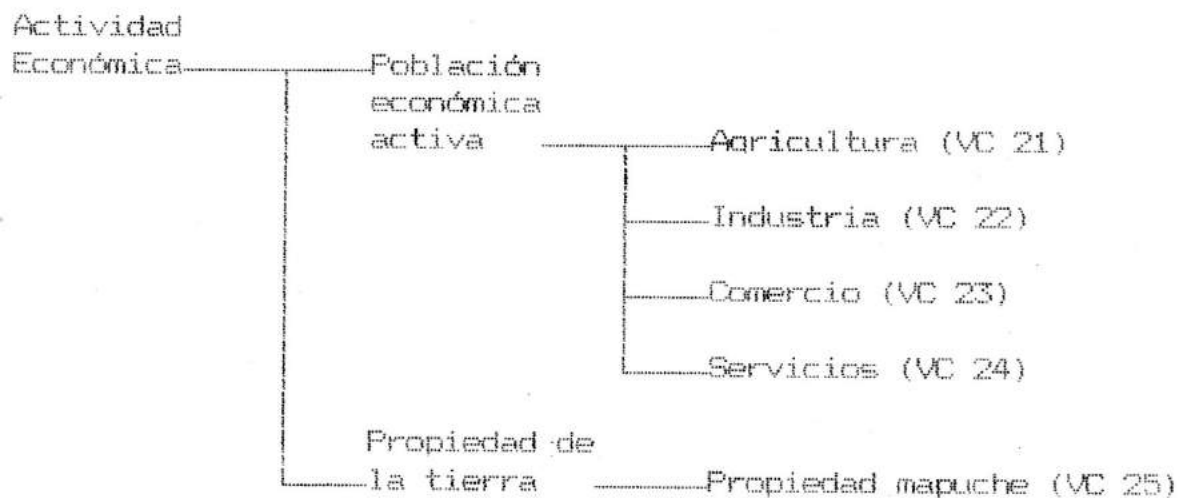 Actividad
Económica
Población
económica
activa
Agricultura (VC 21)
Industria (VC 22)
Comercio (VC 23)
Servicios (VC 24)
Propiedad de
la tierra
Propiedad mapuche (VC 25)